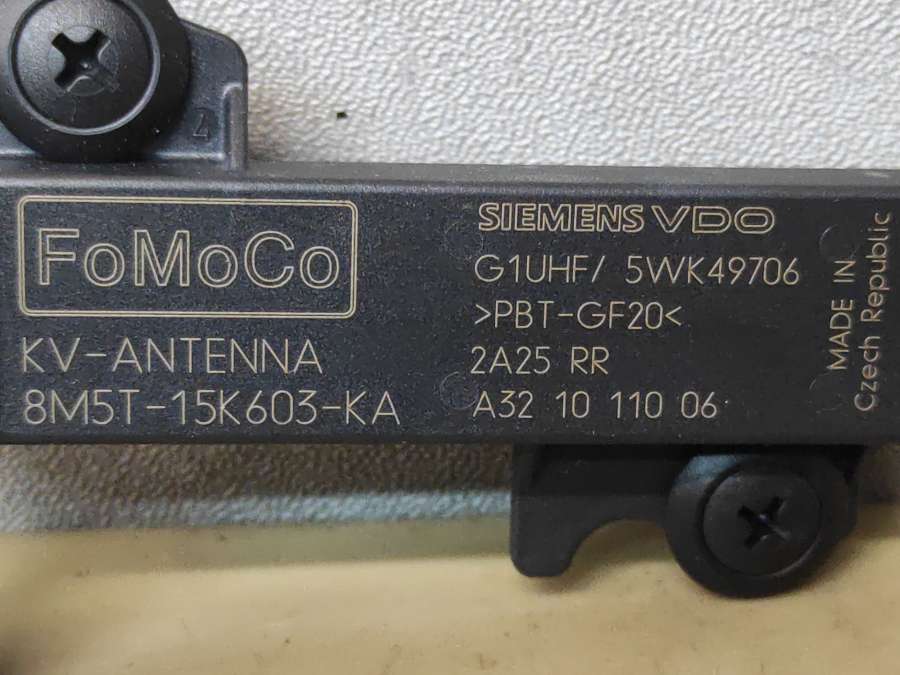 FoMoCo
KV-ANTENNA
8M5T-15K603-KA
SIEMENS VDO
G1UHF/ 5WK49706
>PBT-GF20<
2A25 RR
A32 10 110 06
MADE IN
Czech Republic